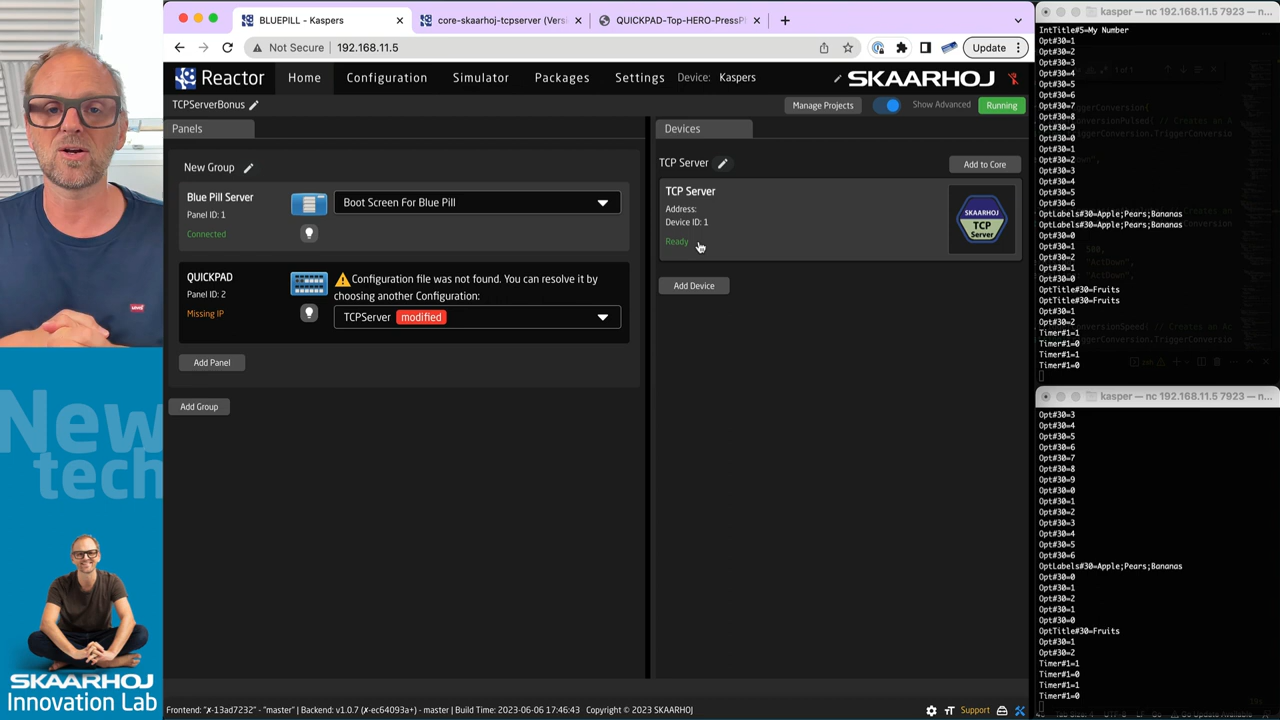 BLUEPILL - Kaspers
core-skaarhoj-tcpserver (Versi
QUICKPAD-Top-HERO-PressPl
Not Secure
192.168.11.5
Update
Reactor
Home
Configuration
Simulator
Packages
Settings
Device: Kaspers
SKAARHOJ
TCPServerBonus
Manage Projects
Show Advanced
Running
Panels
New Group
Blue Pill Server
Panel ID: 1
Connected
Boot Screen For Blue Pill
QUICKPAD
Panel ID: 2
Missing IP
Configuration file was not found. You can resolve it by
choosing another Configuration:
TCPServer modified
Add Panel
Add Group
Devices
TCP Server
Add to Core
TCP Server
Address:
Device ID: 1
Ready
SKAARHOJ
TCP
Server
Add Device
kasper — nc 192.168.11.5 7923 — n...
IntTitle#5=My Number
Opt#30=1
Opt#30=2
Opt#30=3
Opt#30=4
Opt#30=5
Opt#30=6
Opt#30=7
Opt#30=8
Opt#30=9
Opt#30=0
Opt#30=1
Opt#30=2
Opt#30=3
Opt#30=4
Opt#30=5
Opt#30=6
OptLabels#30=Apple;Pears;Bananas
OptLabels#30=Apple;Pears;Bananas
Opt#30=0
Opt#30=1
Opt#30=2
Opt#30=1
Opt#30=0
OptTitle#30=Fruits
OptTitle#30=Fruits
Opt#30=1
Opt#30=2
Timer#1=1
Timer#1=0
Timer#1=1
Timer#1=0
kasper — nc 192.168.11.5 7923 — n...
Opt#30=3
Opt#30=4
Opt#30=5
Opt#30=6
Opt#30=7
Opt#30=8
Opt#30=9
Opt#30=0
Opt#30=1
Opt#30=2
Opt#30=3
Opt#30=4
Opt#30=5
Opt#30=6
OptLabels#30=Apple;Pears;Bananas
Opt#30=0
Opt#30=1
Opt#30=2
Opt#30=1
Opt#30=0
OptTitle#30=Fruits
Opt#30=1
Opt#30=2
Timer#1=1
Timer#1=0
Timer#1=1
Timer#1=0
New
tech
SKAARHOJ
Innovation Lab
Frontend: "✗-13ad7232" - "master" | Backend: v1.0.0 (✗-ec64093a+) - master | Build Time: 2023-06-06 17:46:43 Copyright © 2023 SKAARHOJ
Support